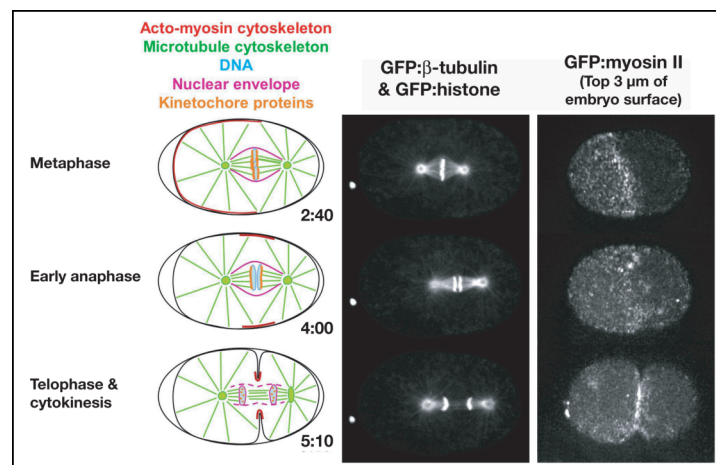 Acto-myosin cytoskeleton
Microtubule cytoskeleton
DNA
Nuclear envelope
Kinetochore proteins
GFP:β-tubulin
& GFP:histone
GFP:myosin II
(Top 3 µm of
embryo surface)
Metaphase
2:40
Early anaphase
4:00
Telophase &
cytokinesis
5:10